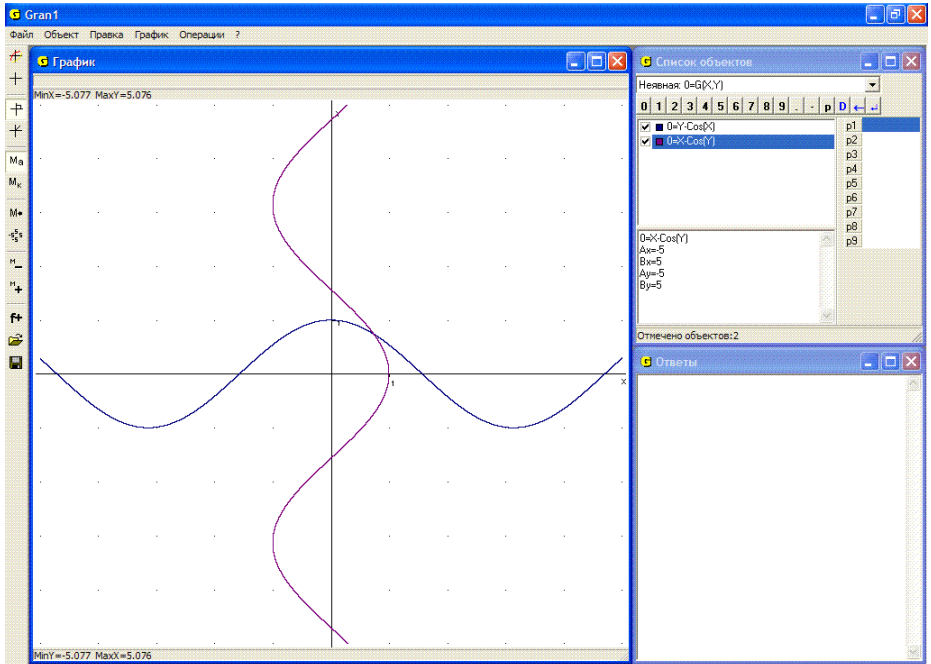 Gran1
Файл Объект Правка График Операции ?
График
MinX=-5.077 MaxY=5.076
Y
1
1
X
MinY=-5.077 MaxX=5.076
Ma
Mк
M•
-s^s_s s
M
M
f+
Список объектов
Неявная: 0=G(X,Y)
0 1 2 3 4 5 6 7 8 9 . - p D ←
0=Y-Cos(X)
0=X-Cos(Y)
p1
p2
p3
p4
p5
p6
p7
p8
p9
0=X-Cos(Y)
Ax=-5
Bx=5
Ay=-5
By=5
Отмечено объектов:2
Ответы